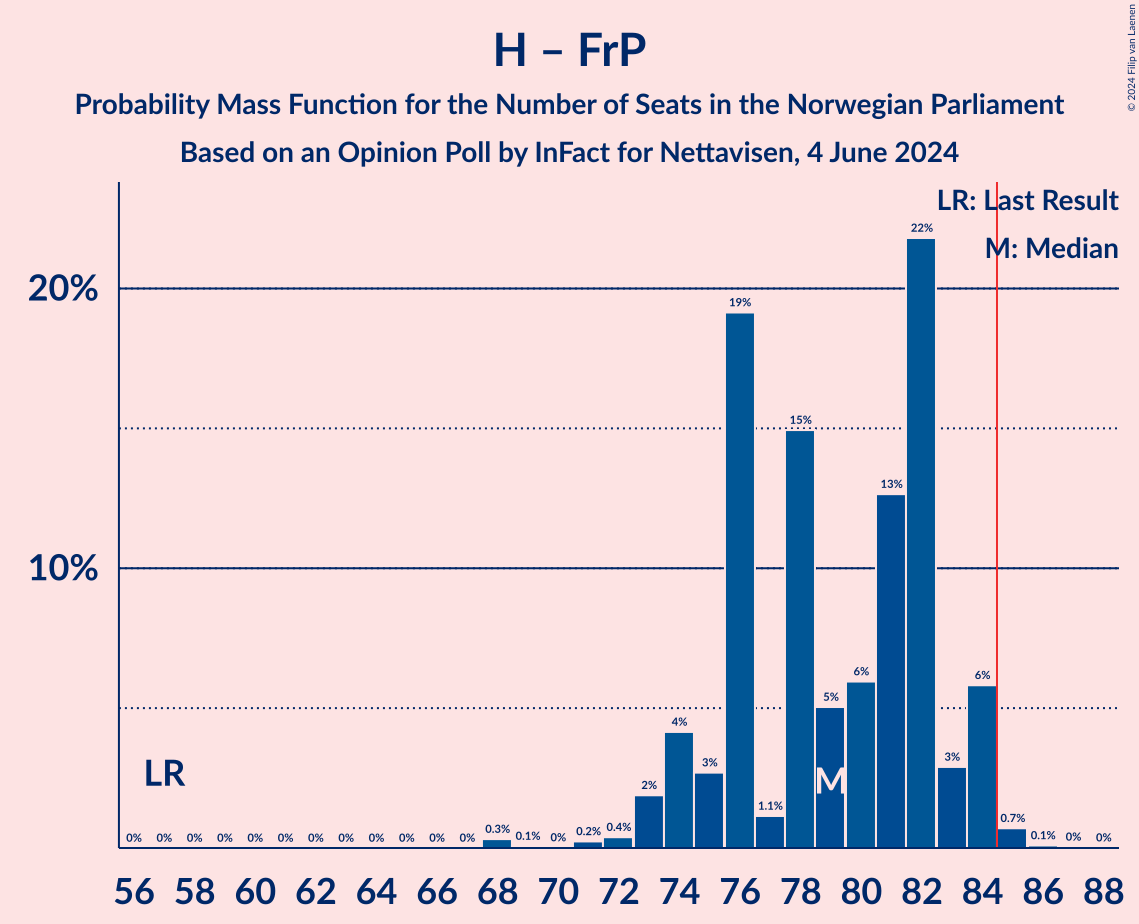 H – FrP
Probability Mass Function for the Number of Seats in the Norwegian Parliament
Based on an Opinion Poll by InFact for Nettavisen, 4 June 2024
© 2024 Filip van Laenen
LR: Last Result
M: Median
20%
10%
22%
19%
15%
13%
6%
6%
5%
4%
3%
3%
2%
1.1%
0.7%
LR
M
0% 0% 0% 0% 0% 0% 0% 0% 0% 0% 0% 0% 0.3% 0.1% 0% 0.2% 0.4% 0.1% 0% 0%
56 58 60 62 64 66 68 70 72 74 76 78 80 82 84 86 88